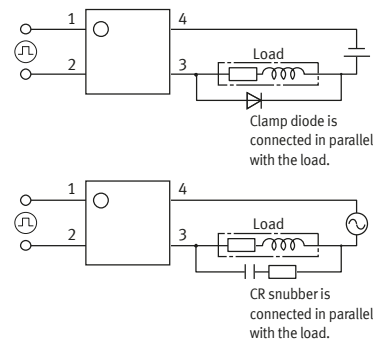 1
4
Load
2
3
Clamp diode is
connected in parallel
with the load.
1
4
Load
2
3
CR snubber is
connected in parallel
with the load.